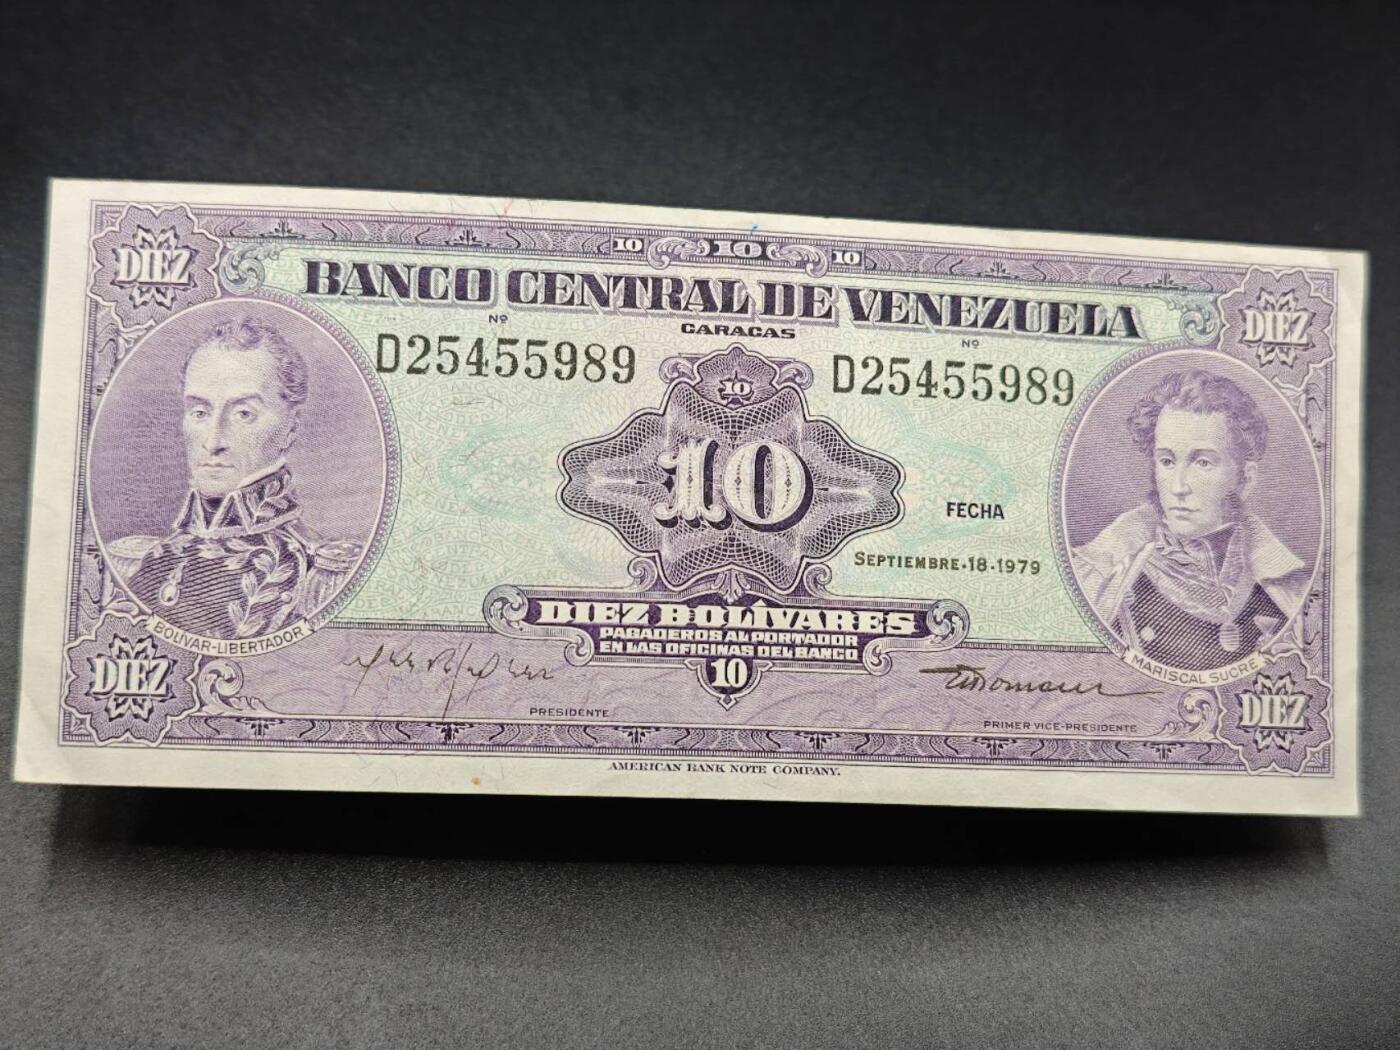 10 10 10
DIEZ DIEZ
BANCO CENTRAL DE VENEZUELA
CARACAS
Nº Nº
D25455989 D25455989
10
10
FECHA
SEPTIEMBRE·18·1979
DIEZ BOLÍVARES
PAGADEROS AL PORTADOR
EN LAS OFICINAS DEL BANCO
10
BOLÍVAR-LIBERTADOR
MARISCAL SUCRE
DIEZ DIEZ
PRESIDENTE
PRIMER VICE-PRESIDENTE
AMERICAN BANK NOTE COMPANY.